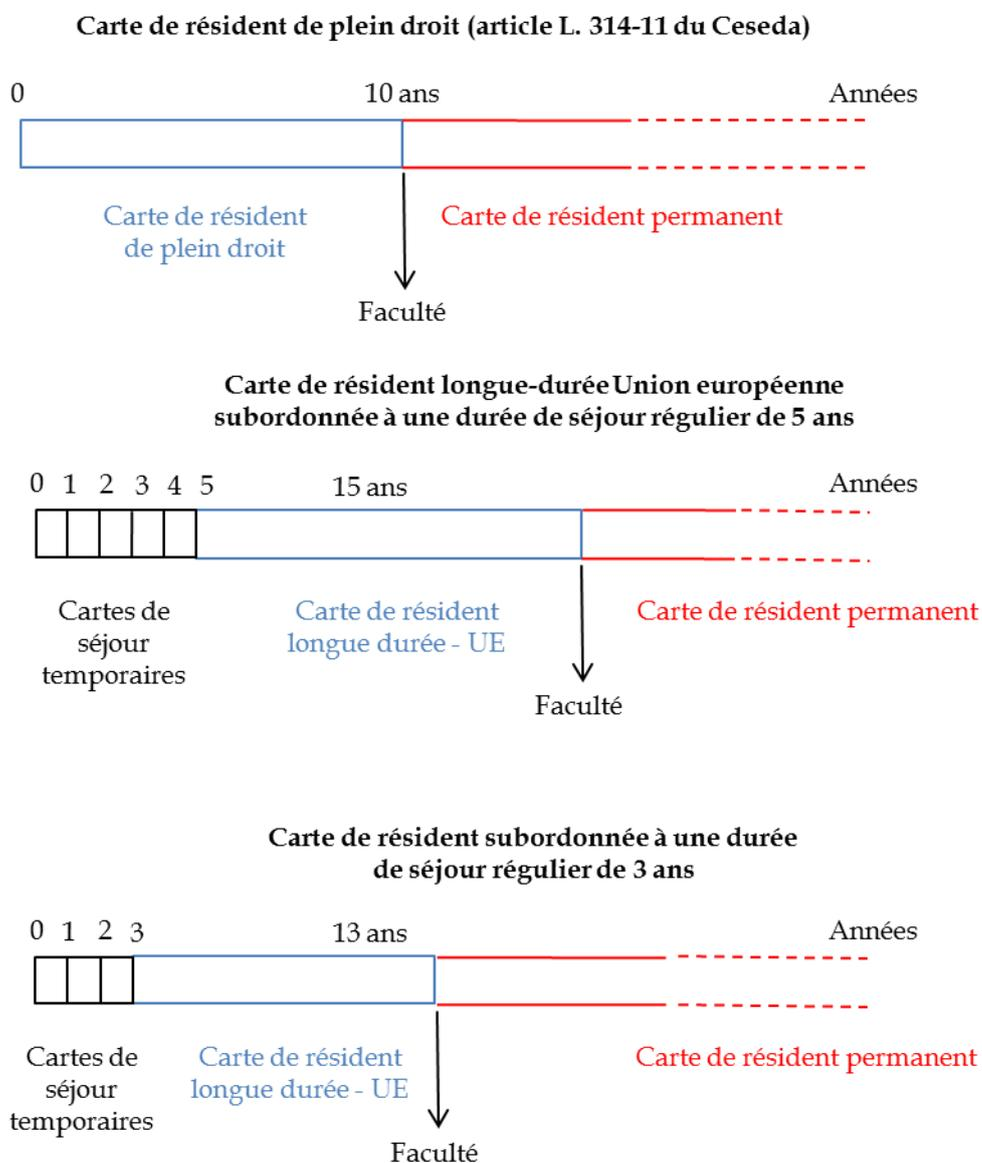 Carte de résident de plein droit (article L. 314-11 du Ceseda)
0 10 ans Années
Carte de résident
de plein droit
Carte de résident permanent
Faculté
Carte de résident longue-durée Union européenne
subordonnée à une durée de séjour régulier de 5 ans
0 1 2 3 4 5 15 ans Années
Cartes de
séjour
temporaires
Carte de résident
longue durée - UE
Carte de résident permanent
Faculté
Carte de résident subordonnée à une durée
de séjour régulier de 3 ans
0 1 2 3 13 ans Années
Cartes de
séjour
temporaires
Carte de résident
longue durée - UE
Carte de résident permanent
Faculté